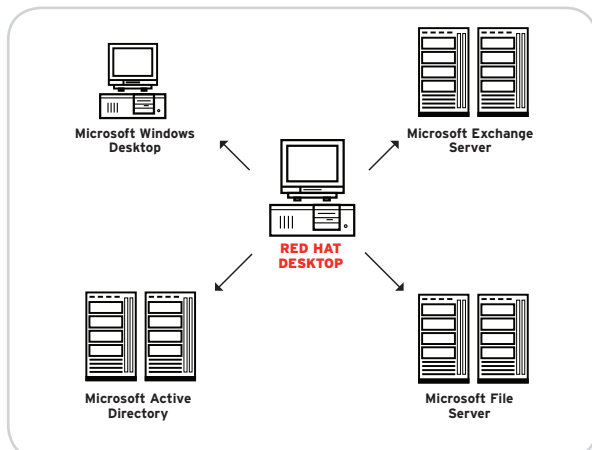 Microsoft Windows
Desktop
Microsoft Exchange
Server
RED HAT
DESKTOP
Microsoft Active
Directory
Microsoft File
Server